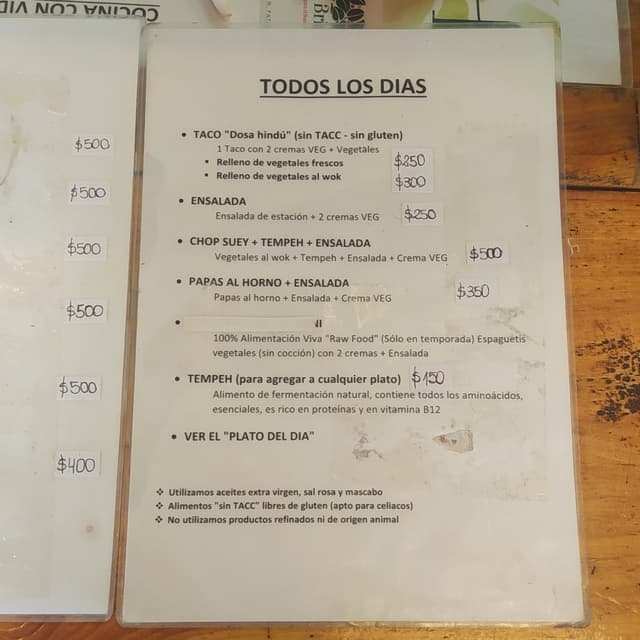 COCINA CON VID
Bri
$500
$500
$500
$500
$500
$400
TODOS LOS DIAS
• TACO "Dosa hindú" (sin TACC - sin gluten)
1 Taco con 2 cremas VEG + Vegetales
• Relleno de vegetales frescos $250
• Relleno de vegetales al wok $300
• ENSALADA
Ensalada de estación + 2 cremas VEG $250
• CHOP SUEY + TEMPEH + ENSALADA
Vegetales al wok + Tempeh + Ensalada + Crema VEG $500
• PAPAS AL HORNO + ENSALADA
Papas al horno + Ensalada + Crema VEG $350
100% Alimentación Viva "Raw Food" (Sólo en temporada) Espaguetis
vegetales (sin cocción) con 2 cremas + Ensalada
• TEMPEH (para agregar a cualquier plato) $150
Alimento de fermentación natural, contiene todos los aminoácidos,
esenciales, es rico en proteínas y en vitamina B12
• VER EL "PLATO DEL DIA"
❖ Utilizamos aceites extra virgen, sal rosa y mascabo
❖ Alimentos "sin TACC" libres de gluten (apto para celiacos)
❖ No utilizamos productos refinados ni de origen animal